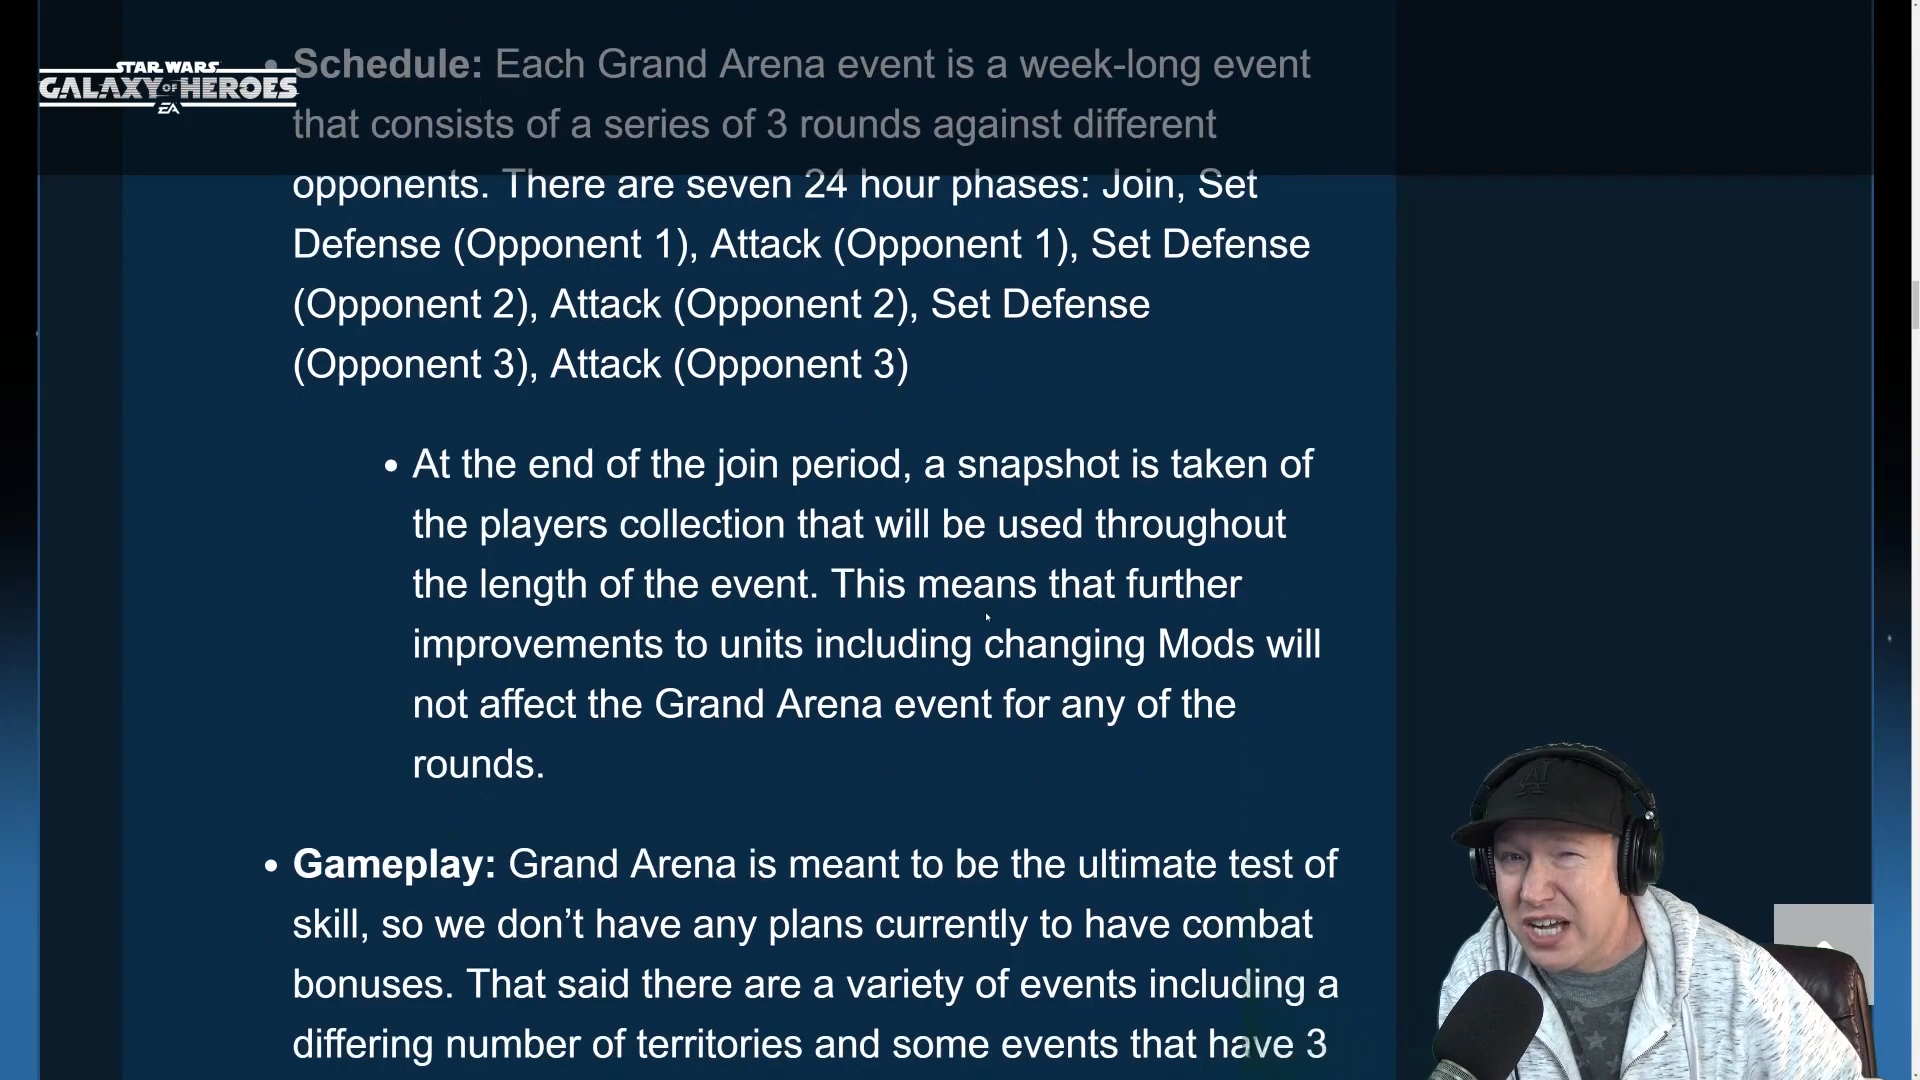 STAR WARS
GALAXY OF HEROES
EA
• Schedule: Each Grand Arena event is a week-long event
that consists of a series of 3 rounds against different
opponents. There are seven 24 hour phases: Join, Set
Defense (Opponent 1), Attack (Opponent 1), Set Defense
(Opponent 2), Attack (Opponent 2), Set Defense
(Opponent 3), Attack (Opponent 3)
• At the end of the join period, a snapshot is taken of
the players collection that will be used throughout
the length of the event. This means that further
improvements to units including changing Mods will
not affect the Grand Arena event for any of the
rounds.
• Gameplay: Grand Arena is meant to be the ultimate test of
skill, so we don’t have any plans currently to have combat
bonuses. That said there are a variety of events including a
differing number of territories and some events that have 3